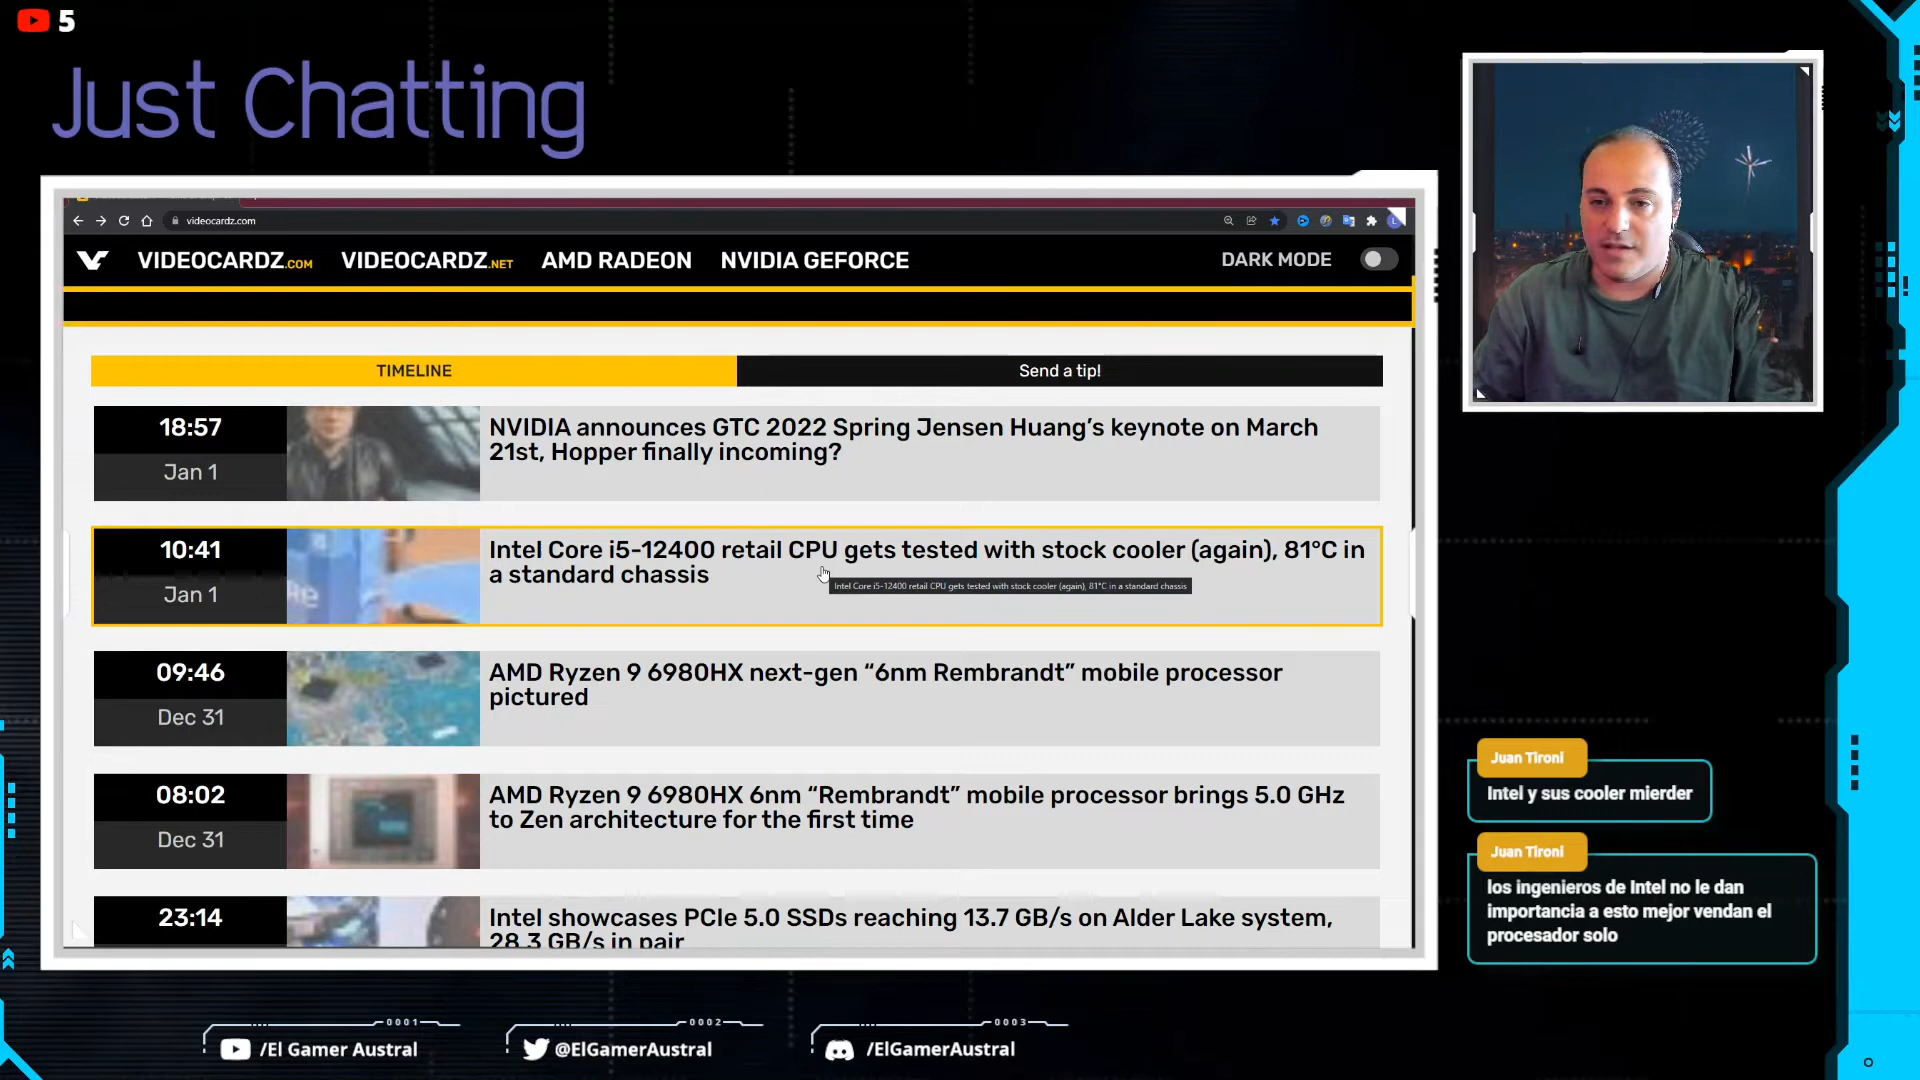 5
Just Chatting
videocardz.com
VIDEOCARDZ.COM VIDEOCARDZ.NET AMD RADEON NVIDIA GEFORCE DARK MODE
TIMELINE Send a tip!
18:57
Jan 1
NVIDIA announces GTC 2022 Spring Jensen Huang's keynote on March
21st, Hopper finally incoming?
10:41
Jan 1
Intel Core i5-12400 retail CPU gets tested with stock cooler (again), 81°C in
a standard chassis
Intel Core i5-12400 retail CPU gets tested with stock cooler (again), 81°C in a standard chassis
09:46
Dec 31
AMD Ryzen 9 6980HX next-gen “6nm Rembrandt” mobile processor
pictured
08:02
Dec 31
AMD Ryzen 9 6980HX 6nm “Rembrandt” mobile processor brings 5.0 GHz
to Zen architecture for the first time
23:14
Intel showcases PCIe 5.0 SSDs reaching 13.7 GB/s on Alder Lake system,
28.3 GB/s in pair
Juan Tironi
Intel y sus cooler mierder
Juan Tironi
los ingenieros de Intel no le dan
importancia a esto mejor vendan el
procesador solo
0001
/El Gamer Austral
0002
@ElGamerAustral
0003
/ElGamerAustral